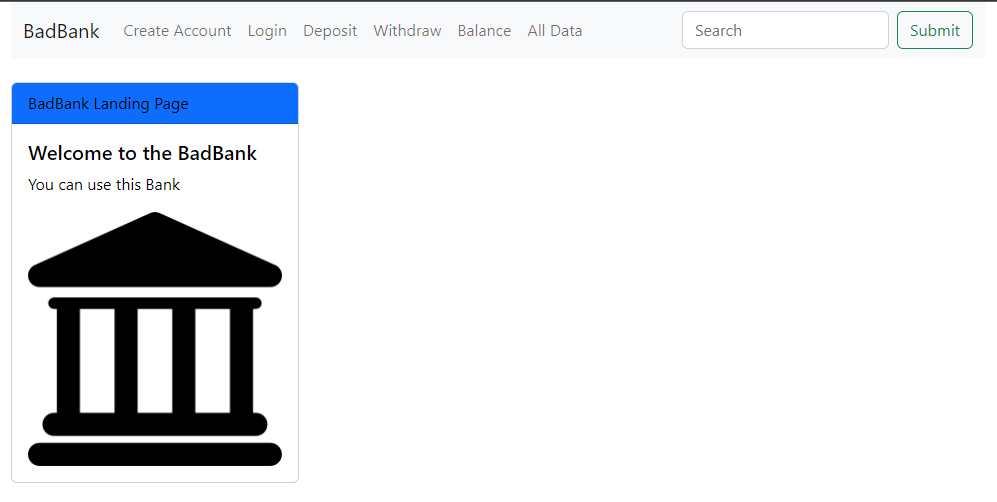 BadBank Create Account Login Deposit Withdraw Balance All Data Search Submit
BadBank Landing Page
Welcome to the BadBank
You can use this Bank